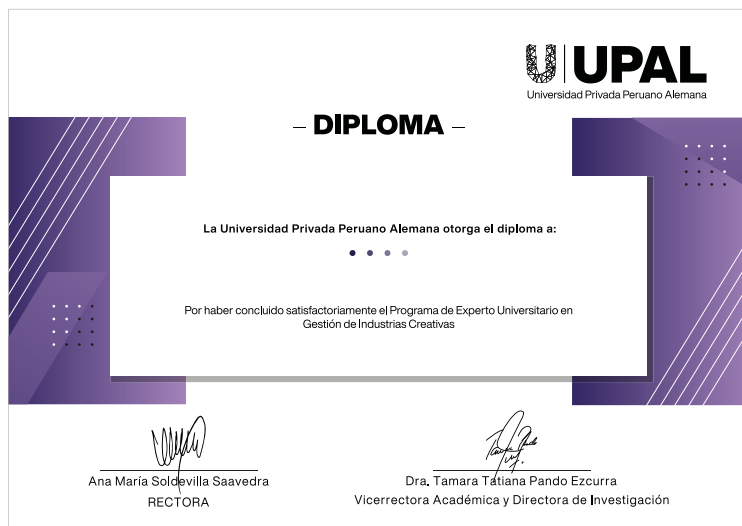 UPAL
Universidad Privada Peruano Alemana
– DIPLOMA –
La Universidad Privada Peruano Alemana otorga el diploma a:
Por haber concluido satisfactoriamente el Programa de Experto Universitario en
Gestión de Industrias Creativas
Ana María Soldevilla Saavedra
RECTORA
Dra. Tamara Tatiana Pando Ezcurra
Vicerrectora Académica y Directora de Investigación